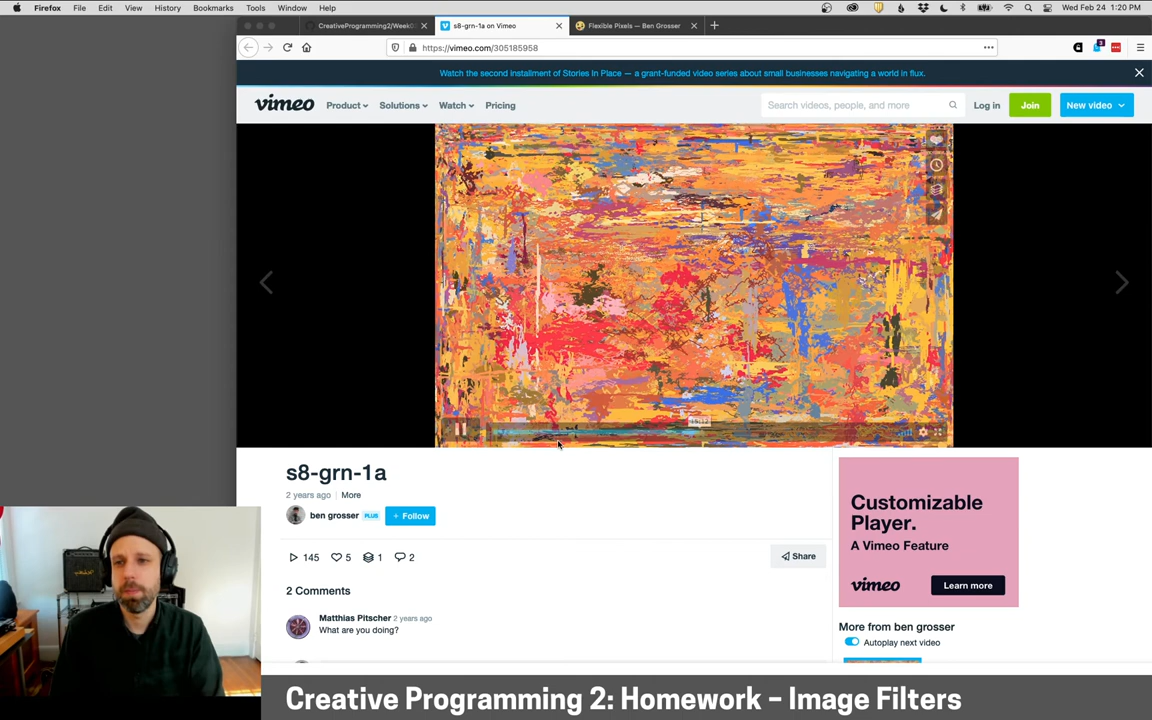 Firefox File Edit View History Bookmarks Tools Window Help Wed Feb 24 1:20 PM
CreativeProgramming2/Week0 s8-grn-1a on Vimeo Flexible Pixels — Ben Grosser
https://vimeo.com/305185958
Watch the second installment of Stories In Place — a grant-funded video series about small businesses navigating a world in flux.
vimeo Product Solutions Watch Pricing Search videos, people, and more Log in Join New video
s8-grn-1a
2 years ago More
ben grosser PLUS + Follow
145 5 1 2 Share
2 Comments
Matthias Pitscher 2 years ago
What are you doing?
Customizable
Player.
A Vimeo Feature
vimeo Learn more
More from ben grosser
Autoplay next video
Creative Programming 2: Homework – Image Filters